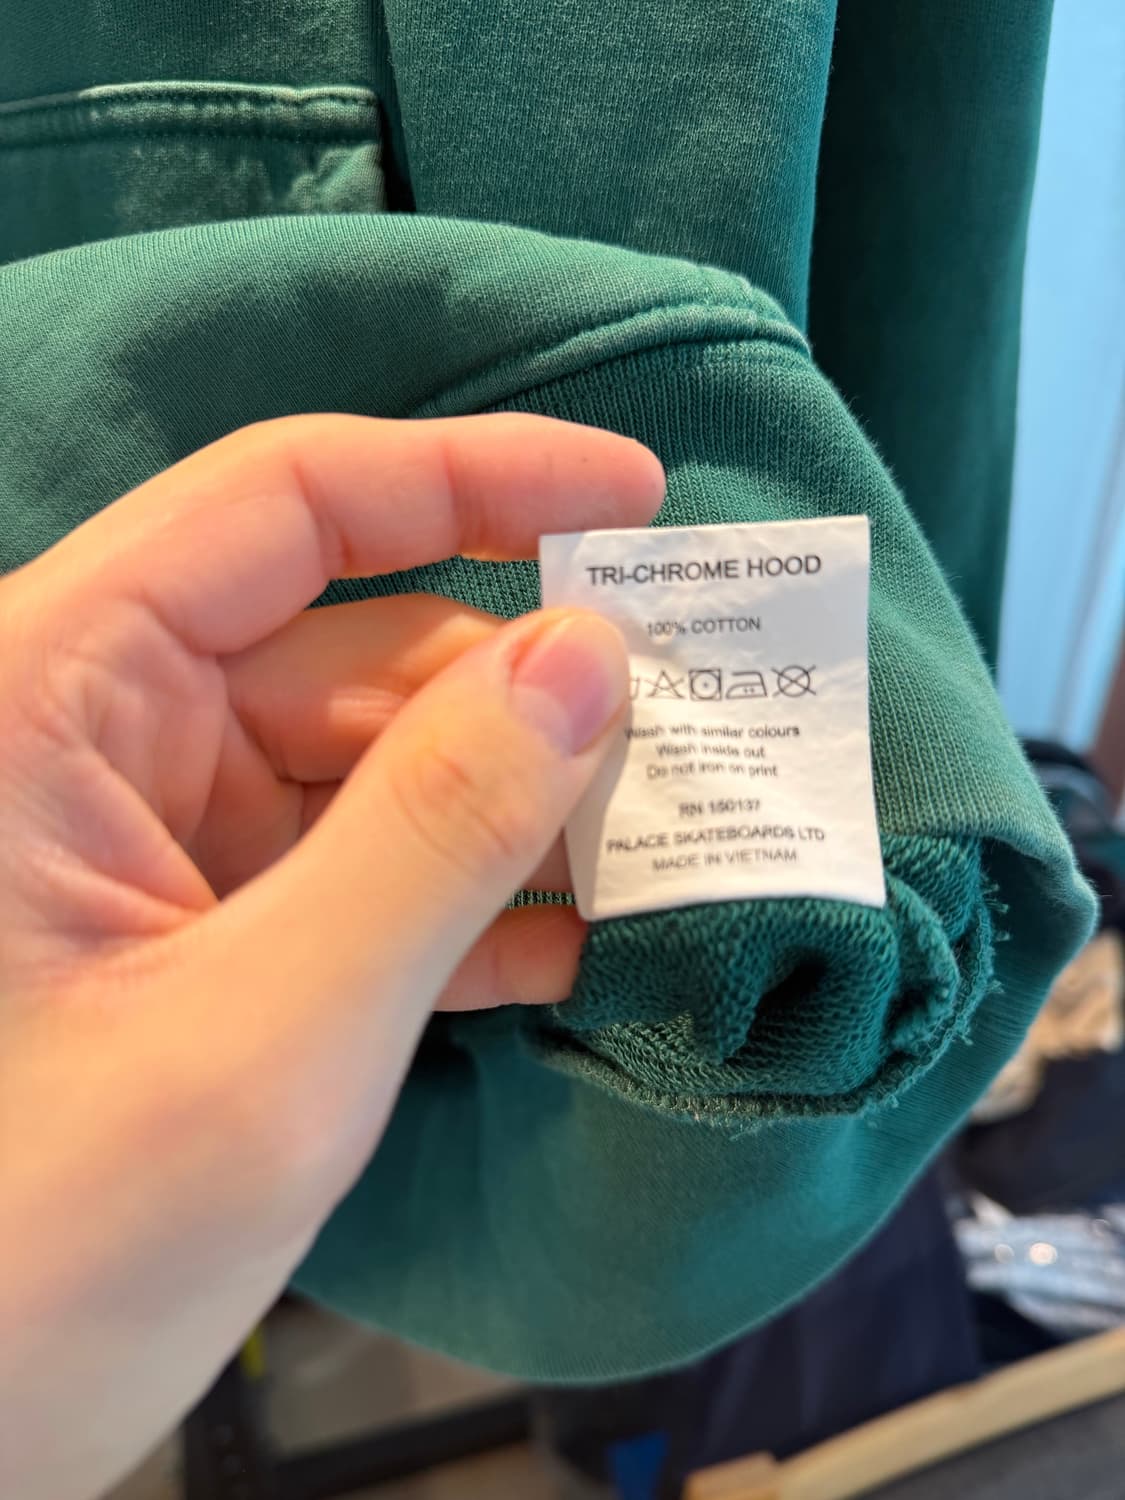 TRI-CHROME HOOD
100% COTTON
Wash with similar colours
Wash inside out
Do not iron on print
RN 150137
PALACE SKATEBOARDS LTD
MADE IN VIETNAM